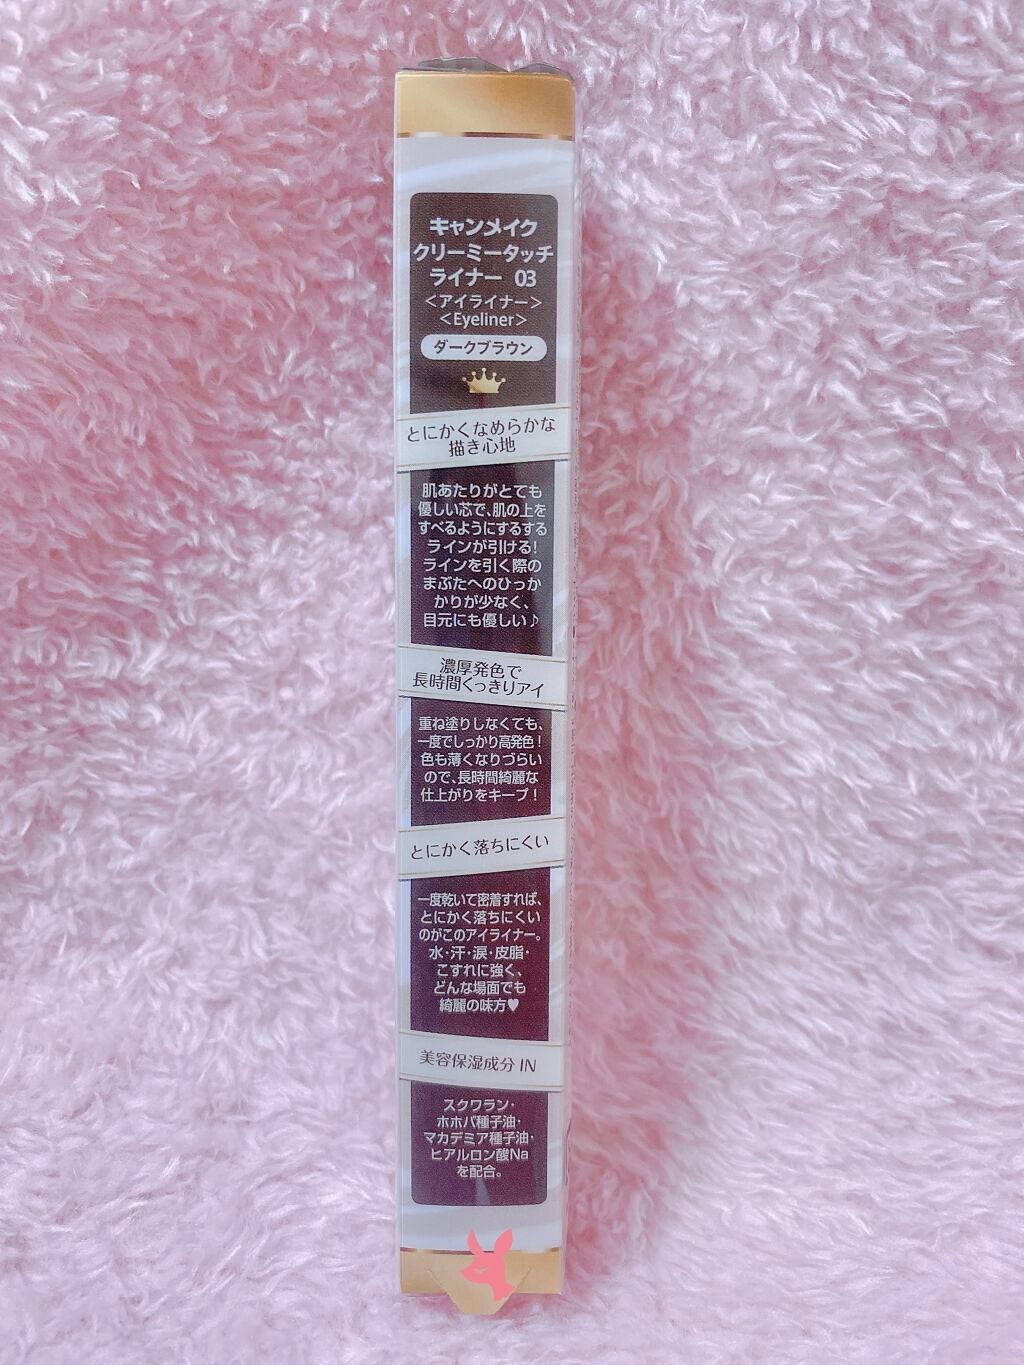 キャンメイク
クリーミータッチ
ライナー 03
<アイライナー>
<Eyeliner>
ダークブラウン
とにかくなめらかな
描き心地
肌あたりがとても
優しい芯で、肌の上を
すべるようにするする
ラインが引ける!
ラインを引く際の
まぶたへのひっか
かりが少なく、
目元にも優しい♪
濃厚発色で
長時間くっきりアイ
重ね塗りしなくても、
一度でしっかり高発色!
色も薄くなりづらい
ので、長時間綺麗な
仕上がりをキープ!
とにかく落ちにくい
一度乾いて密着すれば、
とにかく落ちにくい
のがこのアイライナー。
水・汗・涙・皮脂・
こすれに強く、
どんな場面でも
綺麗の味方♥
美容保湿成分 IN
スクワラン・
ホホバ種子油・
マカデミア種子油・
ヒアルロン酸Na
を配合。